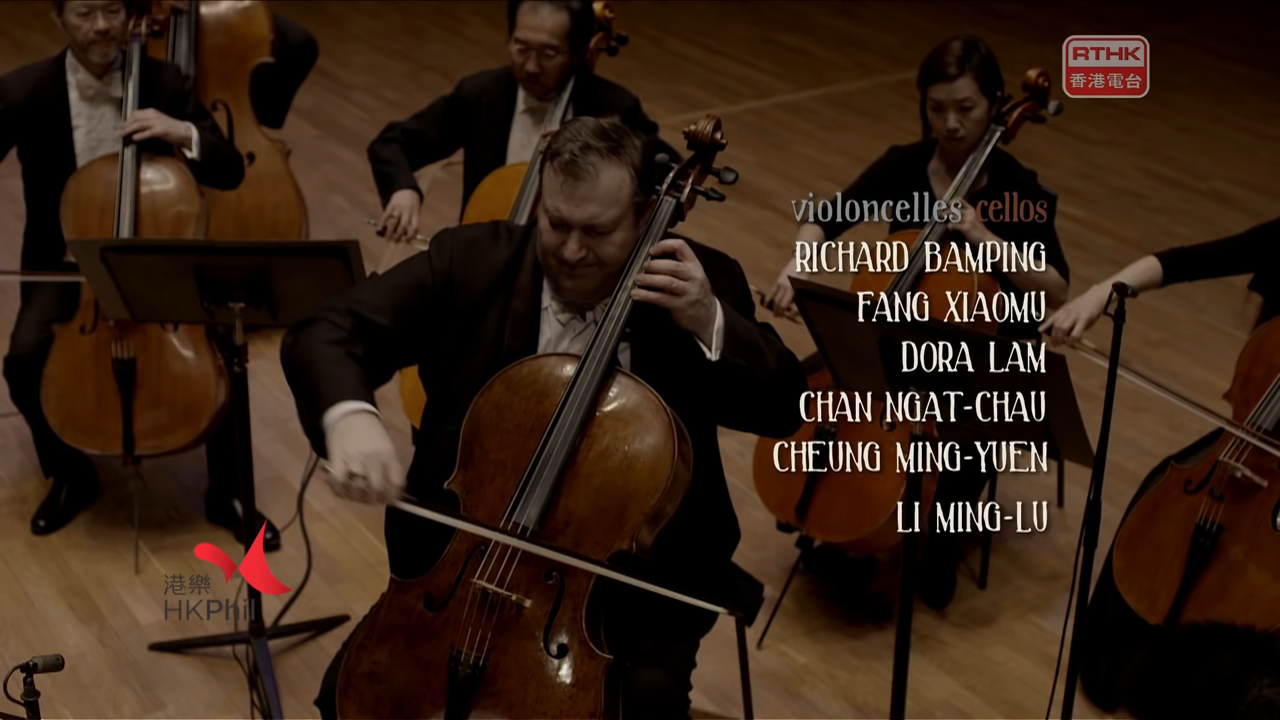 RTHK
香港電台
violoncelles cellos
RICHARD BAMPING
FANG XIAOMU
DORA LAM
CHAN NGAT-CHAU
CHEUNG MING-YUEN
LI MING-LU
港樂
HKPhil